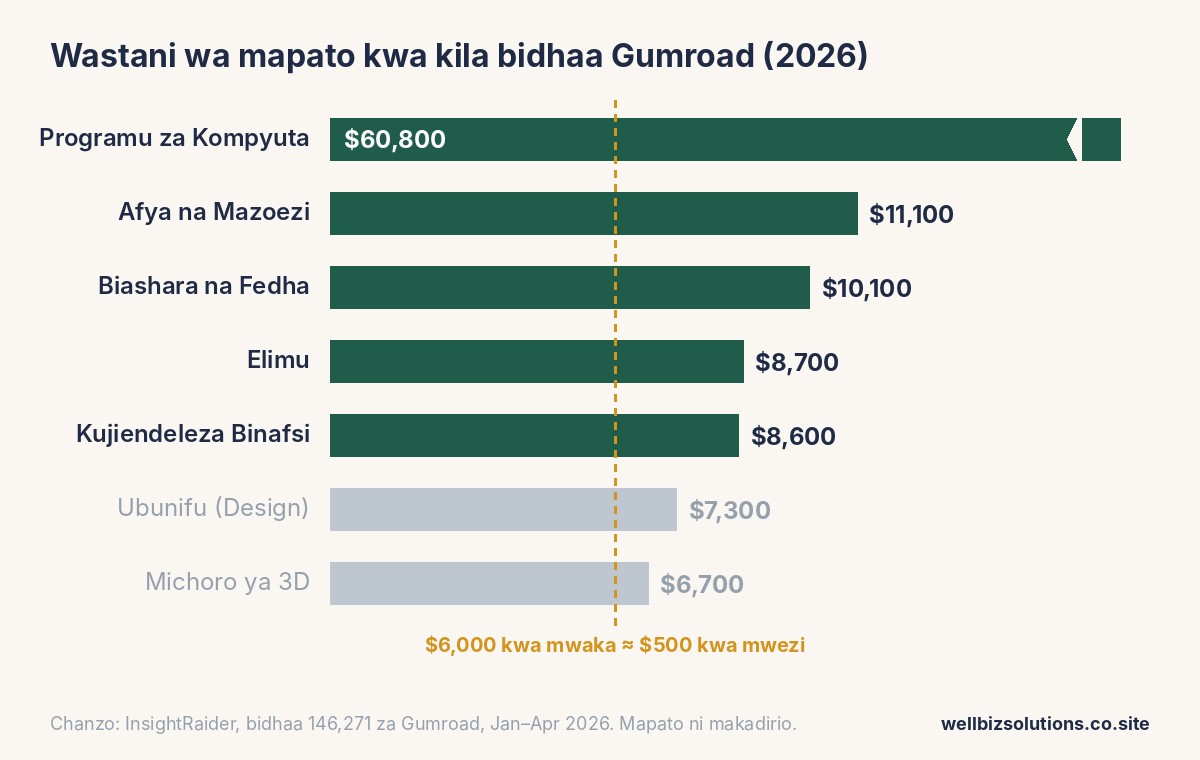 Wastani wa mapato kwa kila bidhaa Gumroad (2026)
Programu za Kompyuta $60,800
Afya na Mazoezi $11,100
Biashara na Fedha $10,100
Elimu $8,700
Kujiendeleza Binafsi $8,600
Ubunifu (Design) $7,300
Michoro ya 3D $6,700
$6,000 kwa mwaka ≈ $500 kwa mwezi
Chanzo: InsightRaider, bidhaa 146,271 za Gumroad, Jan–Apr 2026. Mapato ni makadirio. wellbizsolutions.co.site